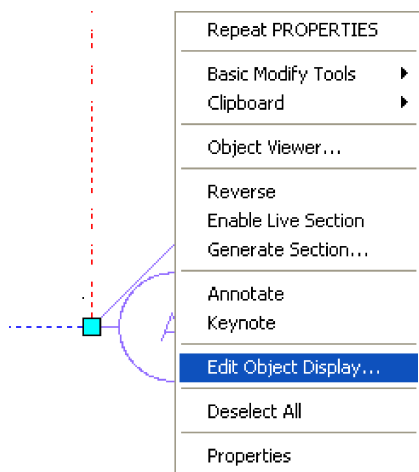 Repeat PROPERTIES
Basic Modify Tools
Clipboard
Object Viewer...
Reverse
Enable Live Section
Generate Section...
Annotate
Keynote
Edit Object Display...
Deselect All
Properties